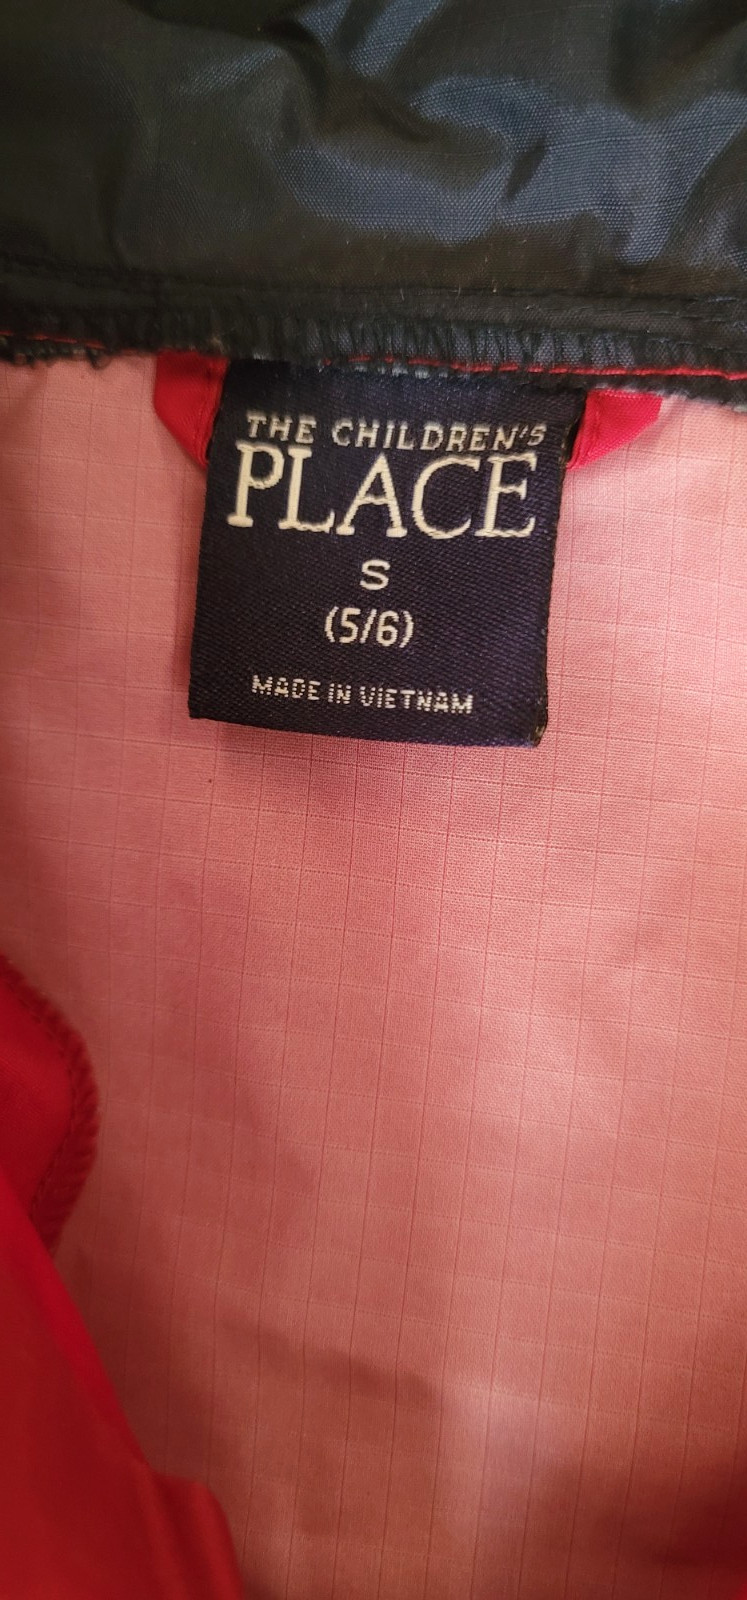 THE CHILDREN'S
PLACE
S
(5/6)
MADE IN VIETNAM